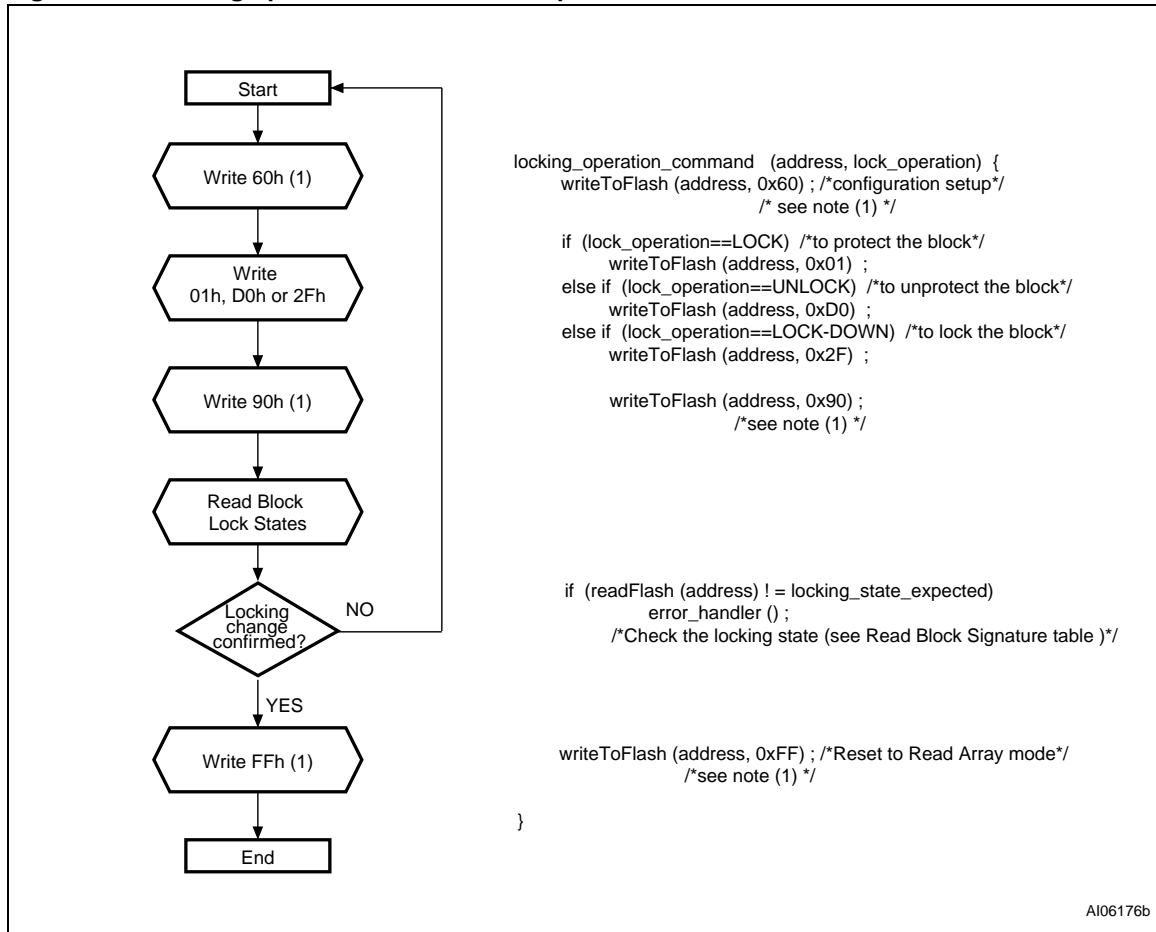 Start
Write 60h (1)
Write
01h, D0h or 2Fh
Write 90h (1)
Read Block
Lock States
Locking
change
confirmed?
NO
YES
Write FFh (1)
End
locking_operation_command (address, lock_operation) {
writeToFlash (address, 0x60) ; /*configuration setup*/
/* see note (1) */
if (lock_operation==LOCK) /*to protect the block*/
writeToFlash (address, 0x01) ;
else if (lock_operation==UNLOCK) /*to unprotect the block*/
writeToFlash (address, 0xD0) ;
else if (lock_operation==LOCK-DOWN) /*to lock the block*/
writeToFlash (address, 0x2F) ;
writeToFlash (address, 0x90) ;
/*see note (1) */
if (readFlash (address) ! = locking_state_expected)
error_handler () ;
/*Check the locking state (see Read Block Signature table )*/
writeToFlash (address, 0xFF) ; /*Reset to Read Array mode*/
/*see note (1) */
}
AI06176b